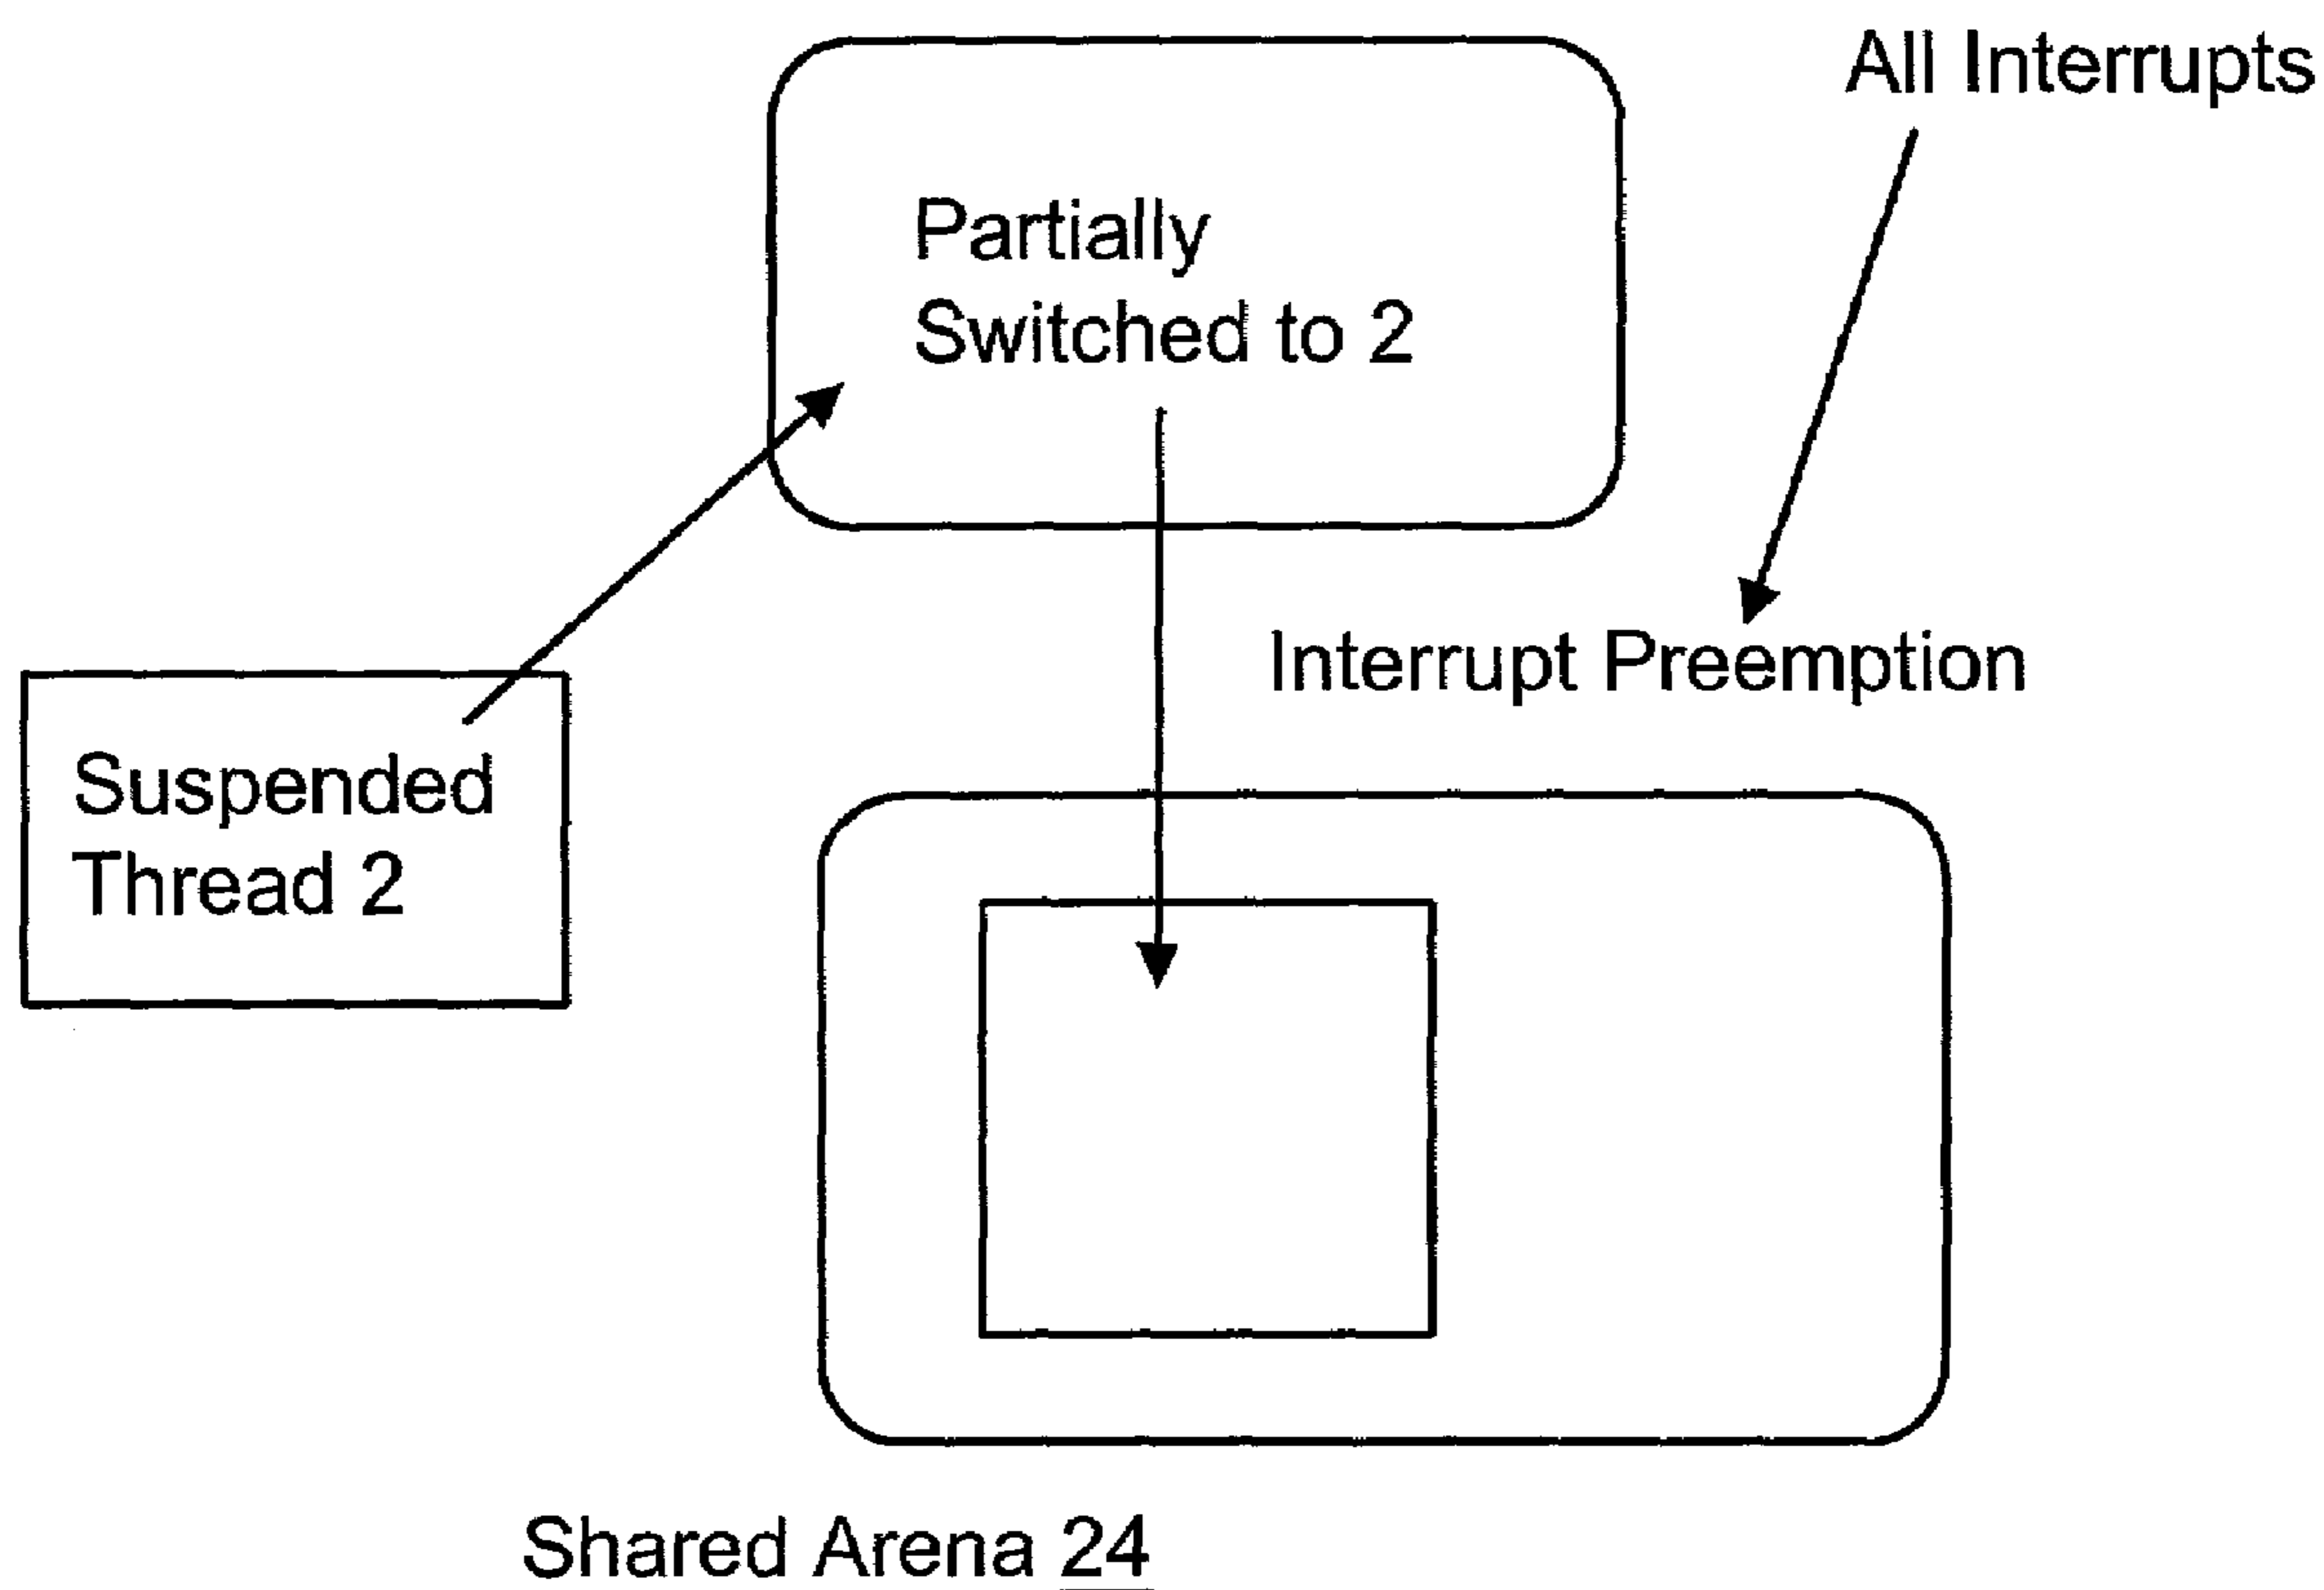 All Interrupts
Partially
Switched to 2
Interrupt Preemption
Suspended
Thread 2
Shared Arena 24